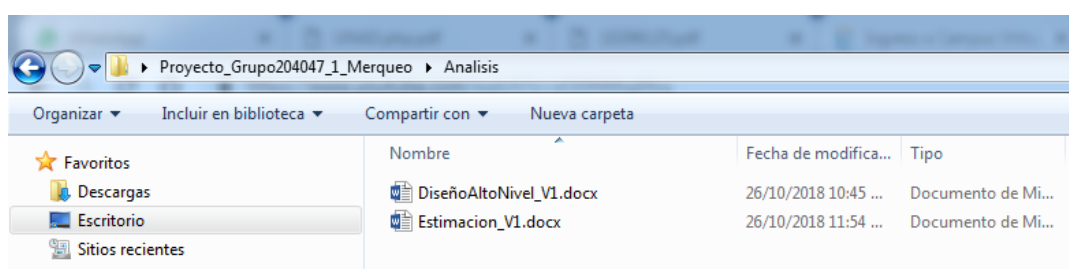 Proyecto_Grupo204047_1_Merqueo ▸ Analisis
Organizar Incluir en biblioteca Compartir con Nueva carpeta
Favoritos
Descargas
Escritorio
Sitios recientes
Nombre Fecha de modifica... Tipo
DiseñoAltoNivel_V1.docx 26/10/2018 10:45 ... Documento de Mi...
Estimacion_V1.docx 26/10/2018 11:54 ... Documento de Mi...